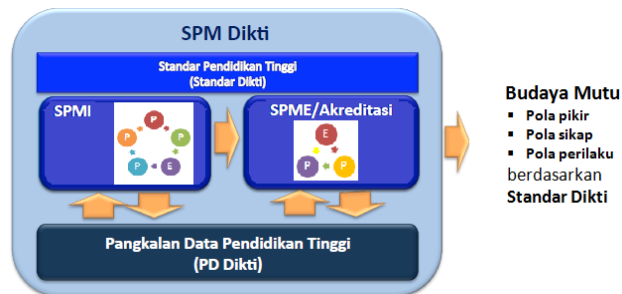 SPM Dikti
Standar Pendidikan Tinggi
(Standar Dikti)
SPMI
P
P
P
P
E
SPME/Akreditasi
E
P
P
Pangkalan Data Pendidikan Tinggi
(PD Dikti)
Budaya Mutu
▪ Pola pikir
▪ Pola sikap
▪ Pola perilaku
berdasarkan
Standar Dikti